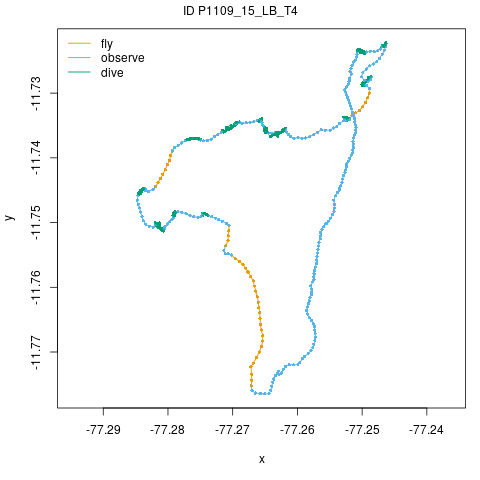 ID P1109_15_LB_T4
fly
observe
dive
-11.73
-11.74
-11.75
-11.76
-11.77
y
-77.29 -77.28 -77.27 -77.26 -77.25 -77.24
x